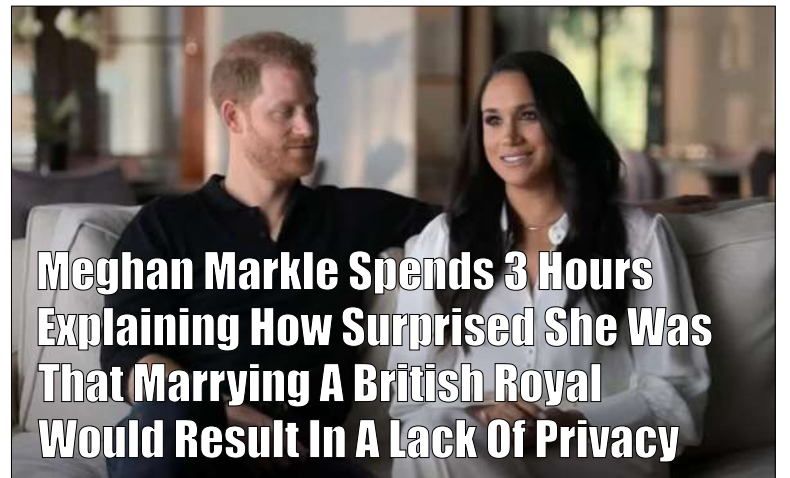 Meghan Markle Spends 3 Hours
Explaining How Surprised She Was
That Marrying A British Royal
Would Result In A Lack Of Privacy